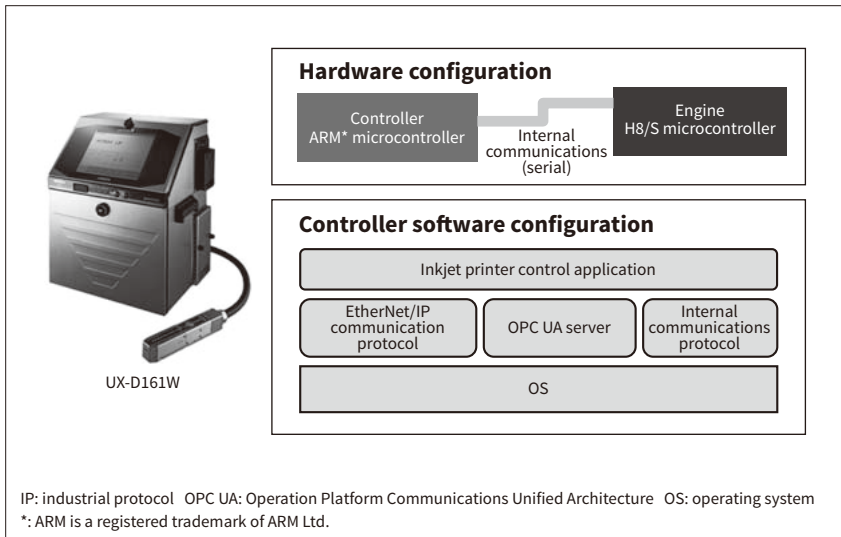 Hardware configuration
Controller
ARM* microcontroller
Internal
communications
(serial)
Engine
H8/S microcontroller
Controller software configuration
Inkjet printer control application
EtherNet/IP
communication
protocol
OPC UA server
Internal
communications
protocol
OS
UX-D161W
IP: industrial protocol OPC UA: Operation Platform Communications Unified Architecture OS: operating system
*: ARM is a registered trademark of ARM Ltd.